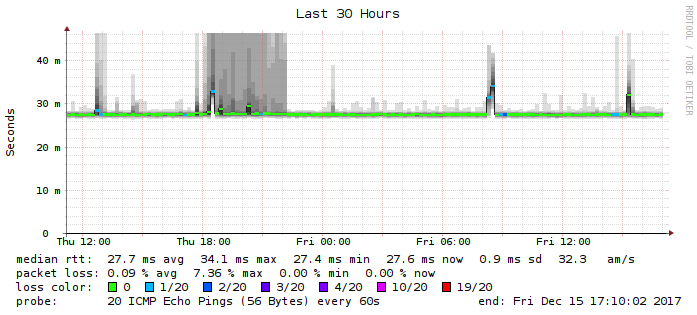 Last 30 Hours
RRDTOOL / TOBI OETIKER
Seconds
40 m
30 m
20 m
10 m
0
Thu 12:00 Thu 18:00 Fri 00:00 Fri 06:00 Fri 12:00
median rtt: 27.7 ms avg 34.1 ms max 27.4 ms min 27.6 ms now 0.9 ms sd 32.3 am/s
packet loss: 0.09 % avg 7.36 % max 0.00 % min 0.00 % now
loss color: 0 1/20 2/20 3/20 4/20 10/20 19/20
probe: 20 ICMP Echo Pings (56 Bytes) every 60s end: Fri Dec 15 17:10:02 2017